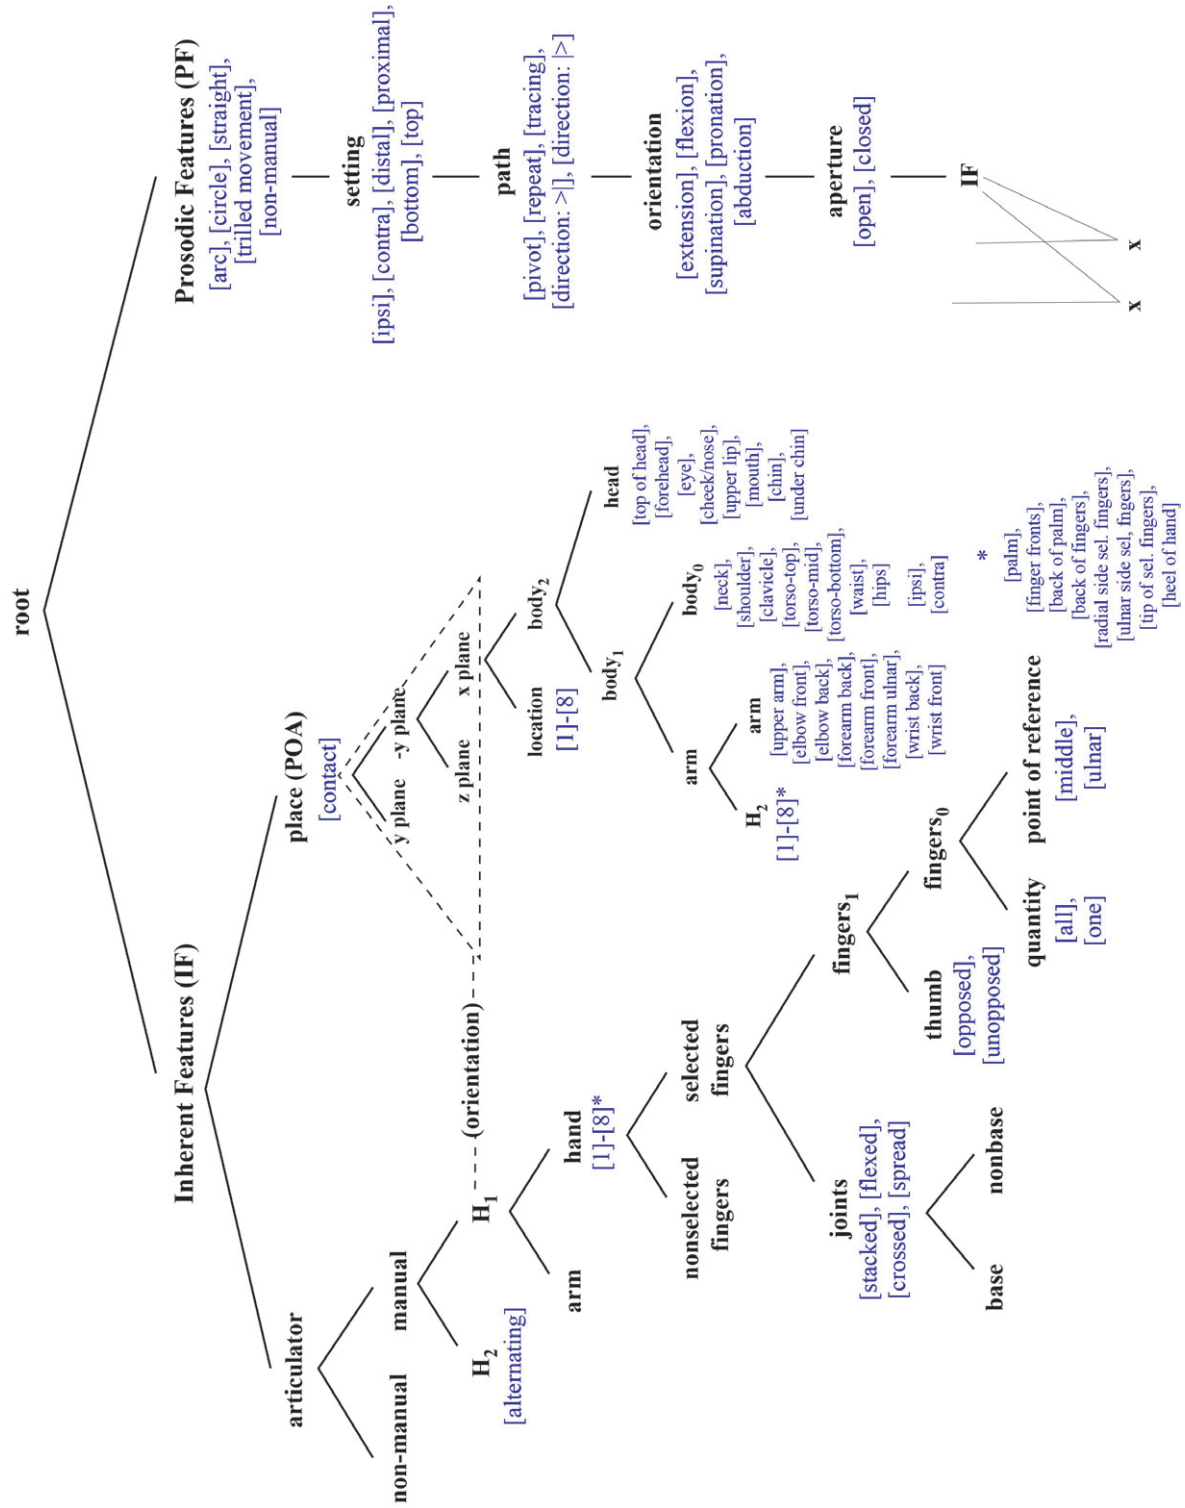 root
Inherent Features (IF)
Prosodic Features (PF)
[arc], [circle], [straight],
[trilled movement],
[non-manual]
articulator
place (POA)
[contact]
setting
[ipsi], [contra], [distal], [proximal],
[bottom], [top]
non-manual
manual
y plane
-y plane
H2
[alternating]
H1
(orientation)
z plane
x plane
path
[pivot], [repeat], [tracing],
[direction: >|], [direction: |>]
location
[1]-[8]
body2
arm
hand
[1]-[8]*
body1
head
[top of head],
[forehead],
[eye],
[cheek/nose],
[upper lip],
[mouth],
[chin],
[under chin]
orientation
[extension], [flexion],
[supination], [pronation],
[abduction]
nonselected
fingers
selected
fingers
arm
body0
[neck],
[shoulder],
[clavicle],
[torso-top],
[torso-mid],
[torso-bottom],
[waist],
[hips]
[ipsi],
[contra]
H2
[1]-[8]*
arm
[upper arm],
[elbow front],
[elbow back],
[forearm back],
[forearm front],
[forearm ulnar],
[wrist back],
[wrist front]
aperture
[open], [closed]
joints
[stacked], [flexed],
[crossed], [spread]
fingers1
thumb
[opposed],
[unopposed]
fingers0
IF
base
nonbase
quantity
[all],
[one]
point of reference
[middle],
[ulnar]
*
[palm],
[finger fronts],
[back of palm],
[back of fingers],
[radial side sel. fingers],
[ulnar side sel, fngers],
[tip of sel. fingers],
[heel of hand]
x
x